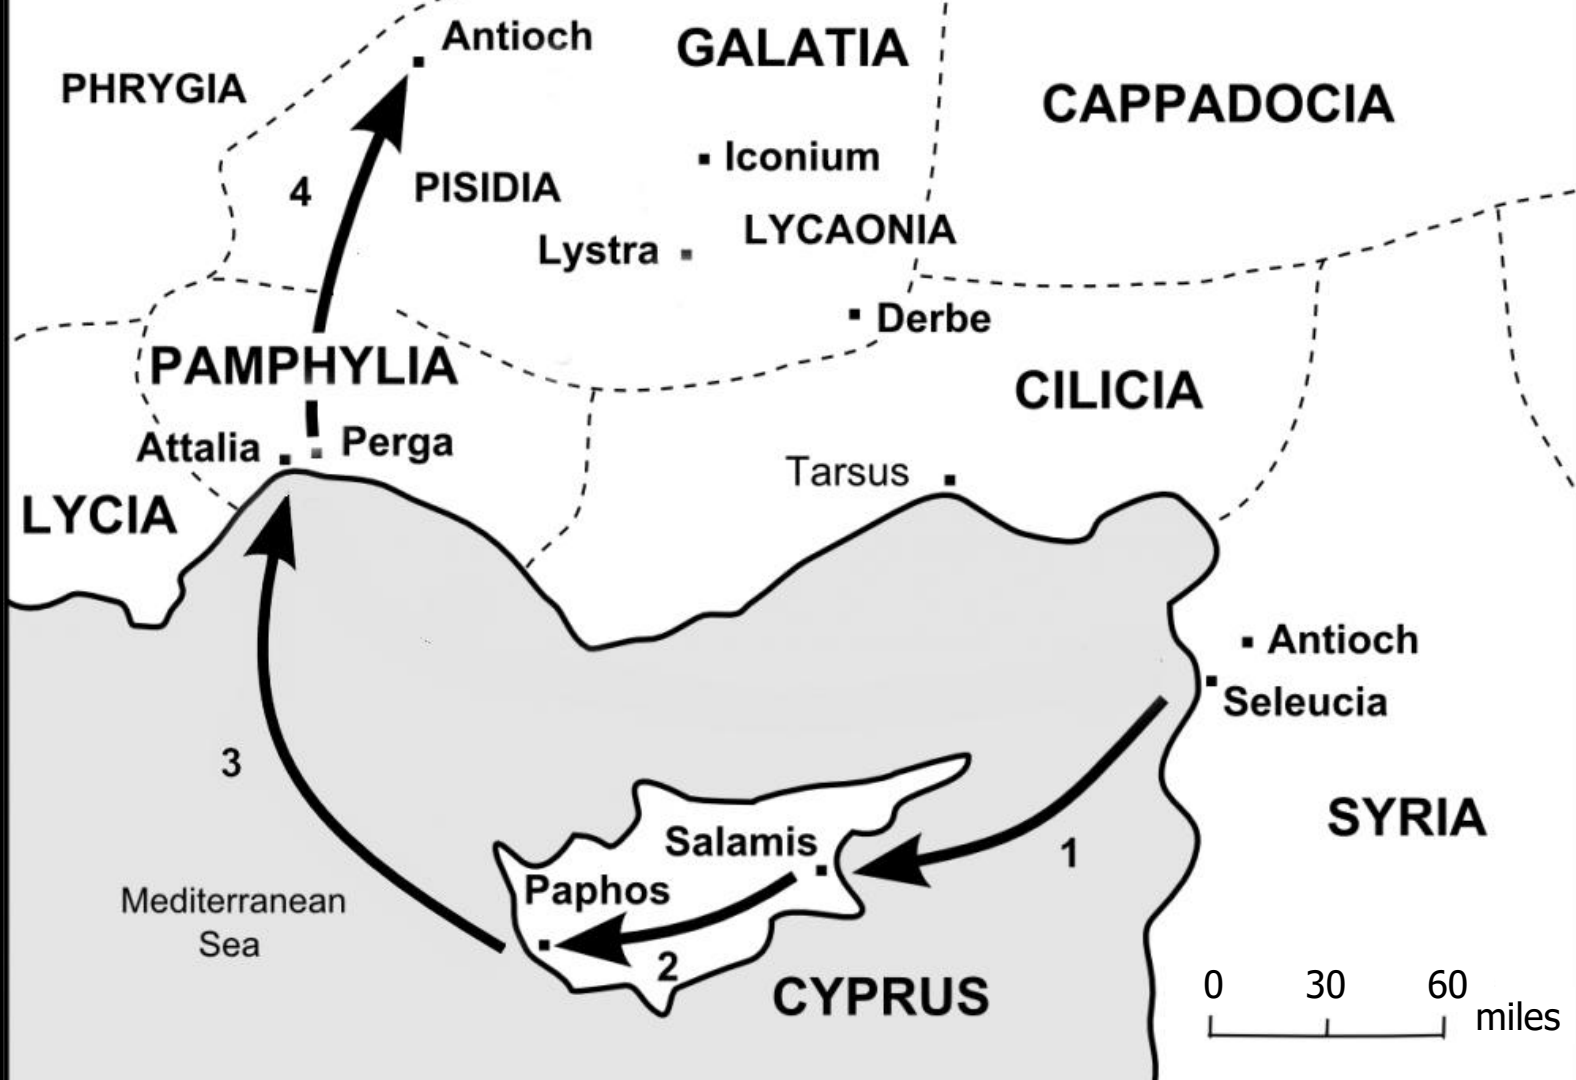 Antioch
GALATIA
PHRYGIA
CAPPADOCIA
Iconium
4
PISIDIA
LYCAONIA
Lystra
Derbe
PAMPHYLIA
CILICIA
Attalia
Perga
Tarsus
LYCIA
Antioch
Seleucia
3
SYRIA
Salamis
1
Paphos
Mediterranean
Sea
2
CYPRUS
0 30 60
miles